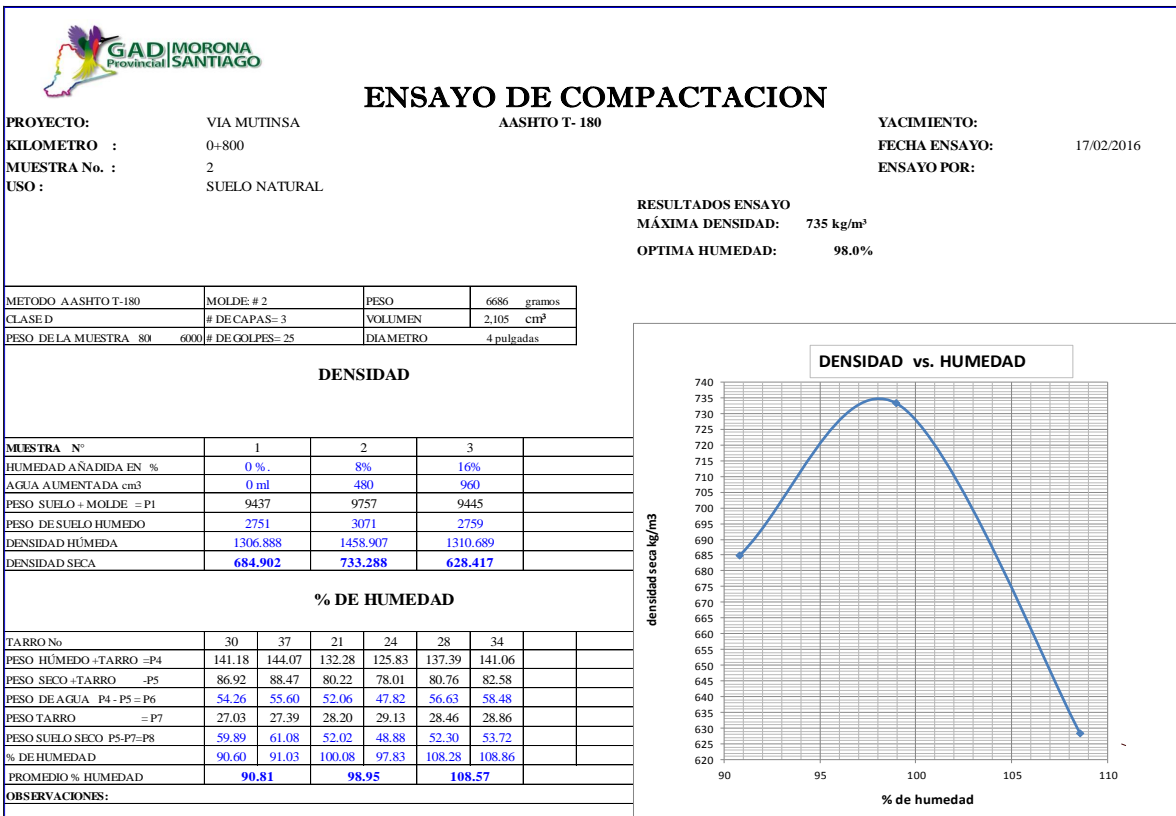 GAD MORONA
Provincial SANTIAGO
ENSAYO DE COMPACTACION
PROYECTO: VIA MUTINSA AASHTO T- 180 YACIMIENTO:
KILOMETRO : 0+800 FECHA ENSAYO: 17/02/2016
MUESTRA No. : 2 ENSAYO POR:
USO : SUELO NATURAL
RESULTADOS ENSAYO
MÁXIMA DENSIDAD: 735 kg/m³
OPTIMA HUMEDAD: 98.0%
METODO AASHTO T-180 MOLDE: # 2 PESO 6686 gramos
CLASE D # DE CAPAS= 3 VOLUMEN 2,105 cm³
PESO DE LA MUESTRA 80 6000 # DE GOLPES= 25 DIAMETRO 4 pulgadas
DENSIDAD
MUESTRA N° 1 2 3
HUMEDAD AÑADIDA EN % 0 % . 8% 16%
AGUA AUMENTADA cm3 0 ml 480 960
PESO SUELO + MOLDE = P1 9437 9757 9445
PESO DE SUELO HUMEDO 2751 3071 2759
DENSIDAD HÚMEDA 1306.888 1458.907 1310.689
DENSIDAD SECA 684.902 733.288 628.417
% DE HUMEDAD
TARRO No 30 37 21 24 28 34
PESO HÚMEDO +TARRO =P4 141.18 144.07 132.28 125.83 137.39 141.06
PESO SECO +TARRO -P5 86.92 88.47 80.22 78.01 80.76 82.58
PESO DE AGUA P4 - P5 = P6 54.26 55.60 52.06 47.82 56.63 58.48
PESO TARRO = P7 27.03 27.39 28.20 29.13 28.46 28.86
PESO SUELO SECO P5-P7=P8 59.89 61.08 52.02 48.88 52.30 53.72
% DE HUMEDAD 90.60 91.03 100.08 97.83 108.28 108.86
PROMEDIO % HUMEDAD 90.81 98.95 108.57
OBSERVACIONES:
DENSIDAD vs. HUMEDAD
densidad seca kg/m3
740
735
730
725
720
715
710
705
700
695
690
685
680
675
670
665
660
655
650
645
640
635
630
625
620
90 95 100 105 110
% de humedad